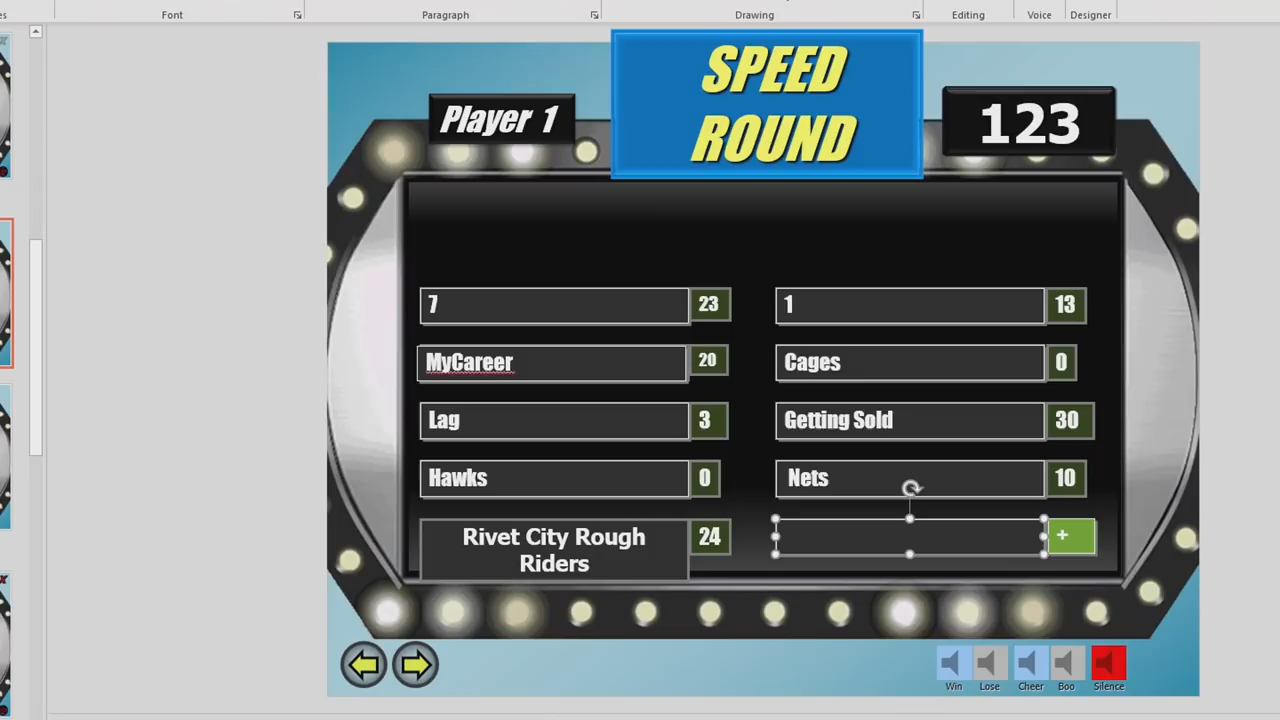 Font
Paragraph
Drawing
Editing
Voice
Designer
SPEED
ROUND
Player 1
123
7 23
1 13
MyCareer 20
Cages 0
Lag 3
Getting Sold 30
Hawks 0
Nets 10
Rivet City Rough
Riders
24
+
Win
Lose
Cheer
Boo
Silence